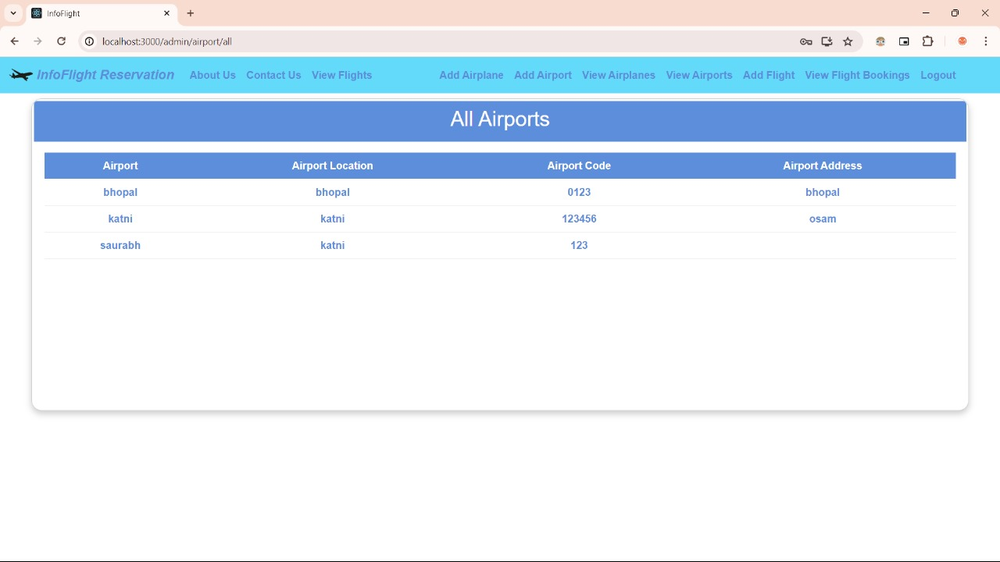 InfoFlight
localhost:3000/admin/airport/all
InfoFlight Reservation About Us Contact Us View Flights Add Airplane Add Airport View Airplanes View Airports Add Flight View Flight Bookings Logout
All Airports
Airport Airport Location Airport Code Airport Address
bhopal bhopal 0123 bhopal
katni katni 123456 osam
saurabh katni 123